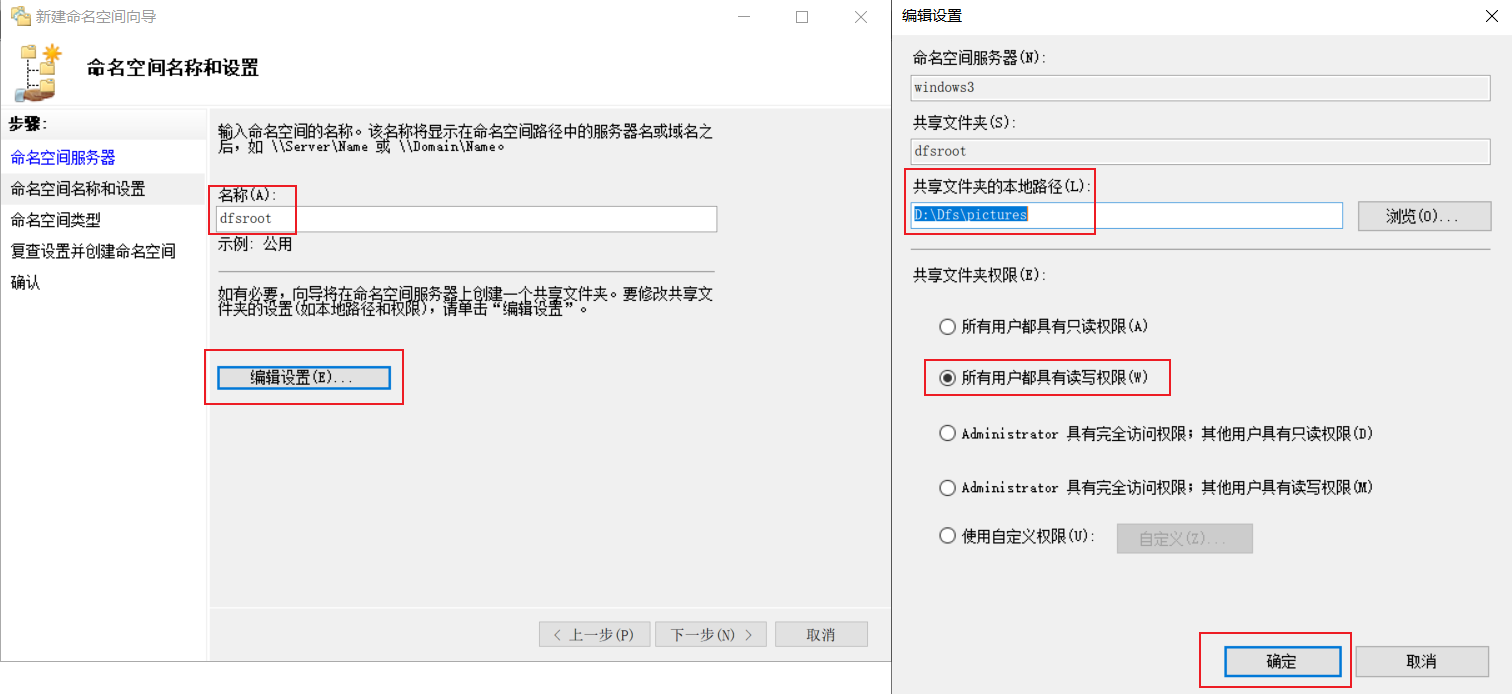 新建命名空间向导
命名空间名称和设置
步骤:
命名空间服务器
命名空间名称和设置
命名空间类型
复查设置并创建命名空间
确认
输入命名空间的名称。该名称将显示在命名空间路径中的服务器名或域名之
后，如 \\Server\Name 或 \\Domain\Name。
名称(A):
dfsroot
示例: 公用
如有必要，向导将在命名空间服务器上创建一个共享文件夹。要修改共享文
件夹的设置(如本地路径和权限)，请单击“编辑设置”。
编辑设置(E)...
< 上一步(P)
下一步(N) >
取消
编辑设置
命名空间服务器(N):
windows3
共享文件夹(S):
dfsroot
共享文件夹的本地路径(L):
D:\Dfs\pictures
浏览(O)...
共享文件夹权限(E):
所有用户都具有只读权限(A)
所有用户都具有读写权限(W)
Administrator 具有完全访问权限；其他用户具有只读权限(D)
Administrator 具有完全访问权限；其他用户具有读写权限(M)
使用自定义权限(U):
自定义(Z)...
确定
取消